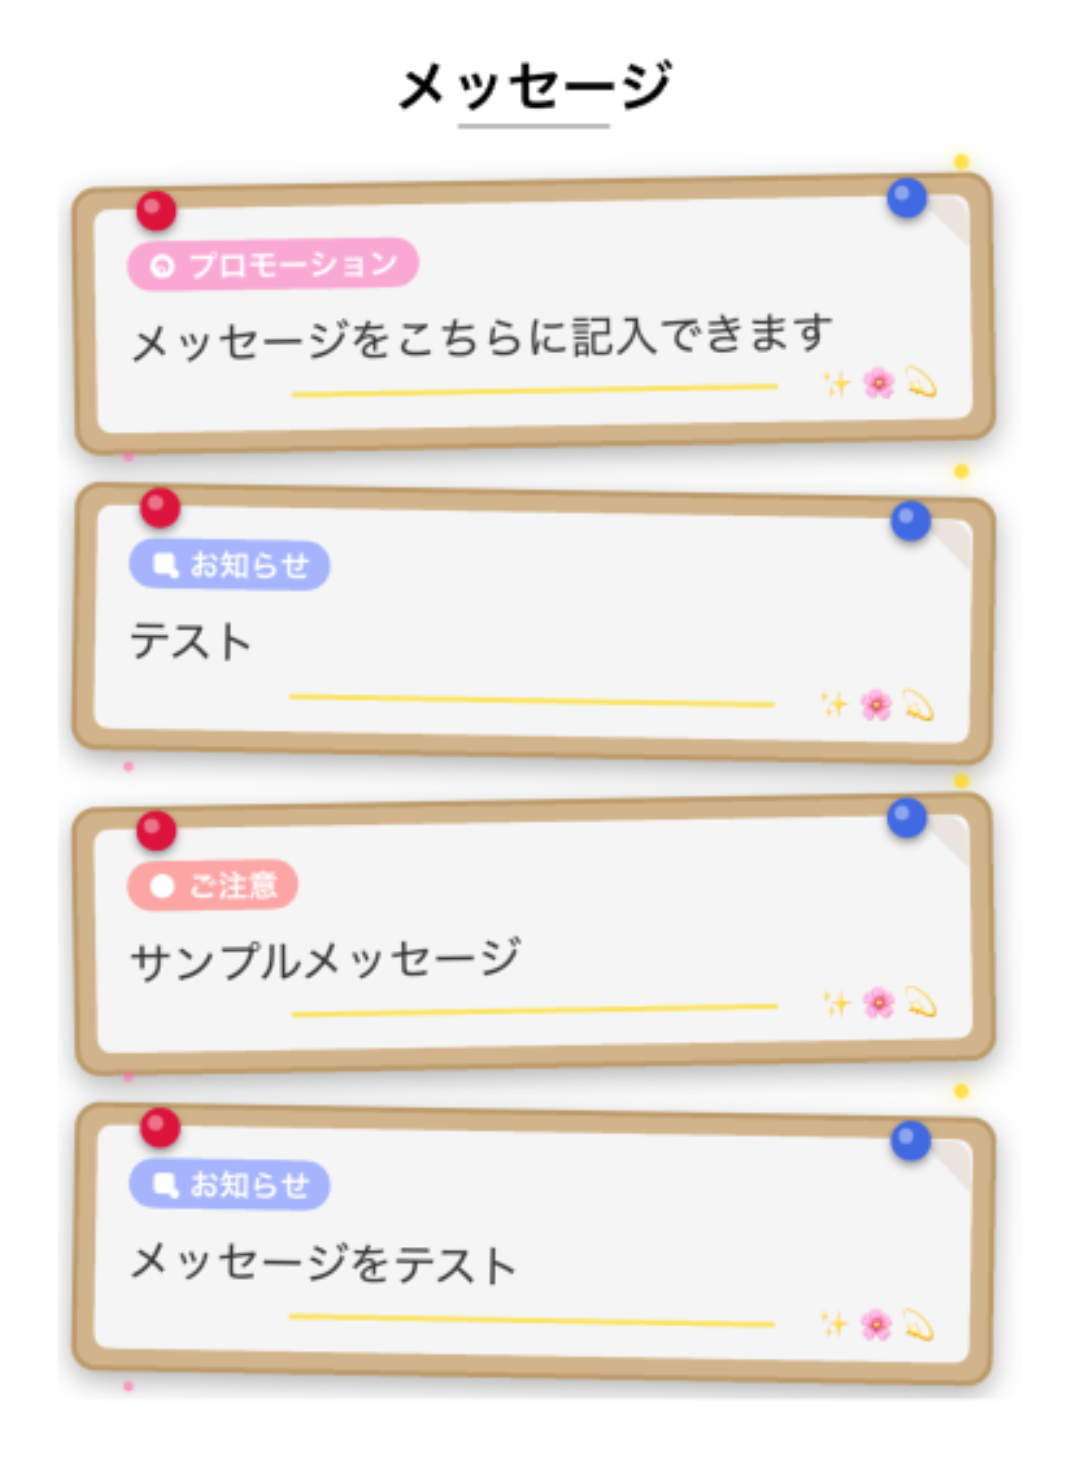 メッセージ
プロモーション
メッセージをこちらに記入できます
お知らせ
テスト
ご注意
サンプルメッセージ
お知らせ
メッセージをテスト